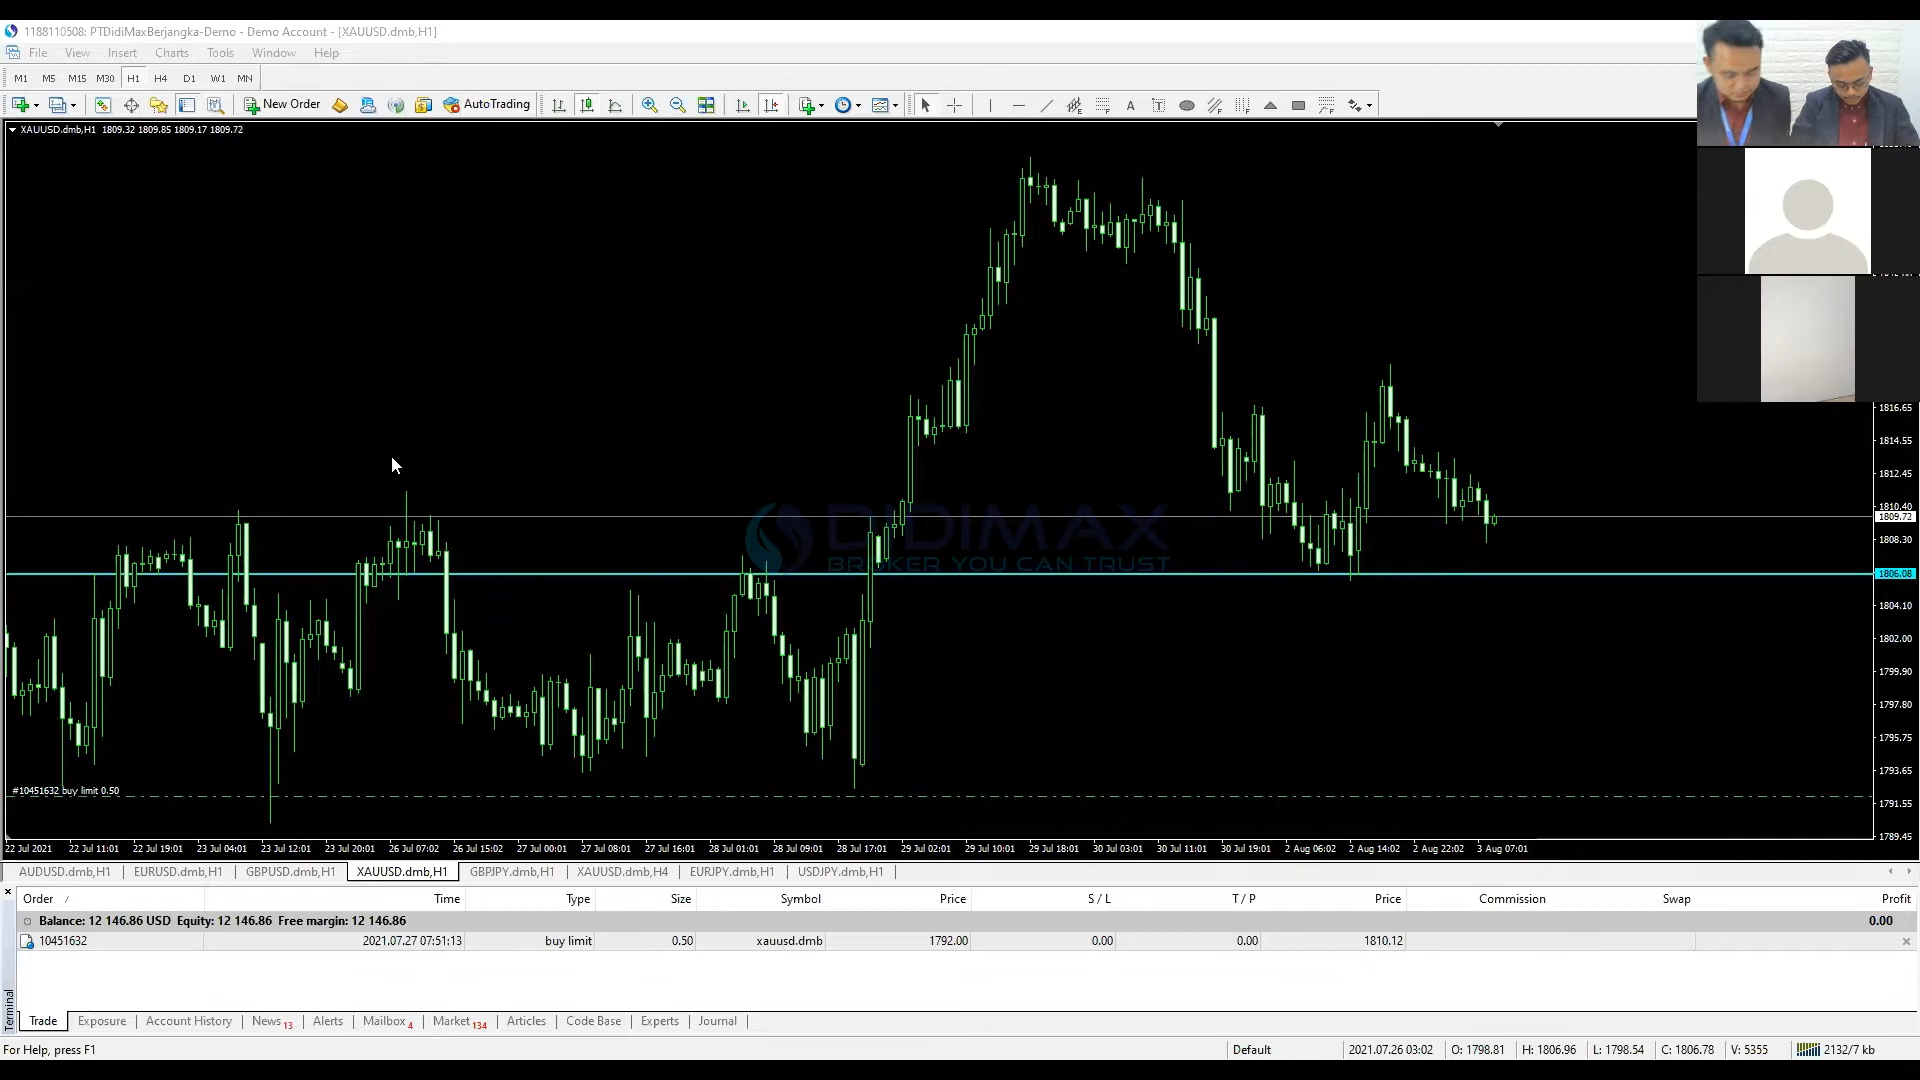 1188110508: PTDidiMaxBerjangka-Demo - Demo Account - [XAUUSD.dmb,H1]
File View Insert Charts Tools Window Help
M1 M5 M15 M30 H1 H4 D1 W1 MN
New Order AutoTrading
XAUUSD.dmb,H1 1809.32 1809.85 1809.17 1809.72
1816.65
1814.55
1812.45
1810.40
1809.72
1808.30
DIDIMAX
BROKER YOU CAN TRUST
1806.08
1804.10
1802.00
1799.90
1797.80
1795.75
1793.65
#10451632 buy limit 0.50
1791.55
1789.45
22 Jul 2021 22 Jul 11:01 22 Jul 19:01 23 Jul 04:01 23 Jul 12:01 23 Jul 20:01 26 Jul 07:02 26 Jul 15:02 27 Jul 00:01 27 Jul 08:01 27 Jul 16:01 28 Jul 01:01 28 Jul 09:01 28 Jul 17:01 29 Jul 02:01 29 Jul 10:01 29 Jul 18:01 30 Jul 03:01 30 Jul 11:01 30 Jul 19:01 2 Aug 06:02 2 Aug 14:02 2 Aug 22:02 3 Aug 07:01
AUDUSD.dmb,H1 EURUSD.dmb,H1 GBPUSD.dmb,H1 XAUUSD.dmb,H1 GBPJPY.dmb,H1 XAUUSD.dmb,H4 EURJPY.dmb,H1 USDJPY.dmb,H1
Order / Time Type Size Symbol Price S / L T / P Price Commission Swap Profit
Balance: 12 146.86 USD Equity: 12 146.86 Free margin: 12 146.86 0.00
10451632 2021.07.27 07:51:13 buy limit 0.50 xauusd.dmb 1792.00 0.00 0.00 1810.12
Terminal
Trade Exposure Account History News 13 Alerts Mailbox 4 Market 134 Articles Code Base Experts Journal
For Help, press F1 Default 2021.07.26 03:02 O: 1798.81 H: 1806.96 L: 1798.54 C: 1806.78 V: 5355 2132/7 kb